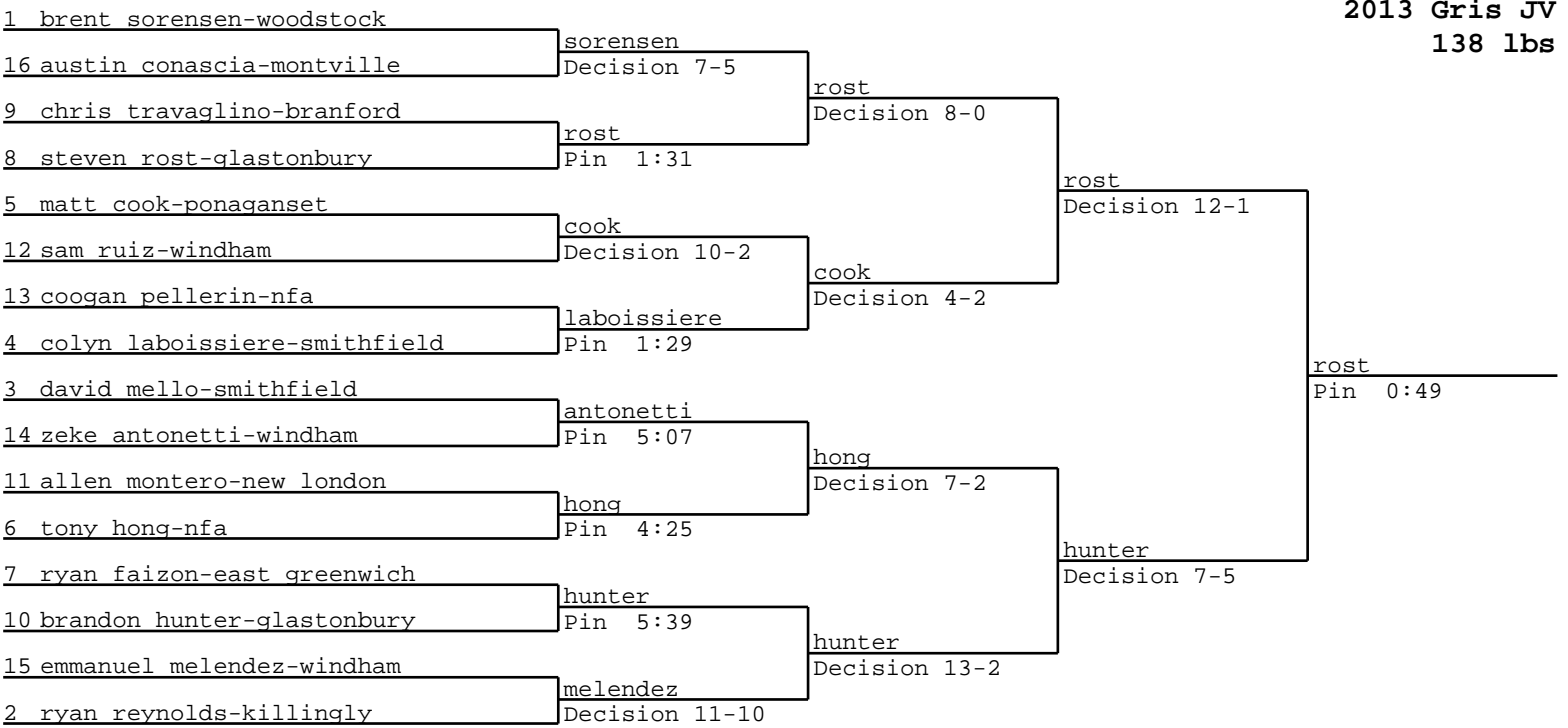 2013 Gris JV
138 lbs
1 brent sorensen-woodstock
sorensen
Decision 7-5
16 austin conascia-montville
rost
Decision 8-0
9 chris travaglino-branford
rost
Pin 1:31
8 steven rost-glastonbury
rost
Decision 12-1
5 matt cook-ponaganset
cook
Decision 10-2
12 sam ruiz-windham
cook
Decision 4-2
13 coogan pellerin-nfa
laboissiere
Pin 1:29
4 colyn laboissiere-smithfield
rost
Pin 0:49
3 david mello-smithfield
antonetti
Pin 5:07
14 zeke antonetti-windham
hong
Decision 7-2
11 allen montero-new london
hong
Pin 4:25
6 tony hong-nfa
hunter
Decision 7-5
7 ryan faizon-east greenwich
hunter
Pin 5:39
10 brandon hunter-glastonbury
hunter
Decision 13-2
15 emmanuel melendez-windham
melendez
Decision 11-10
2 ryan reynolds-killingly